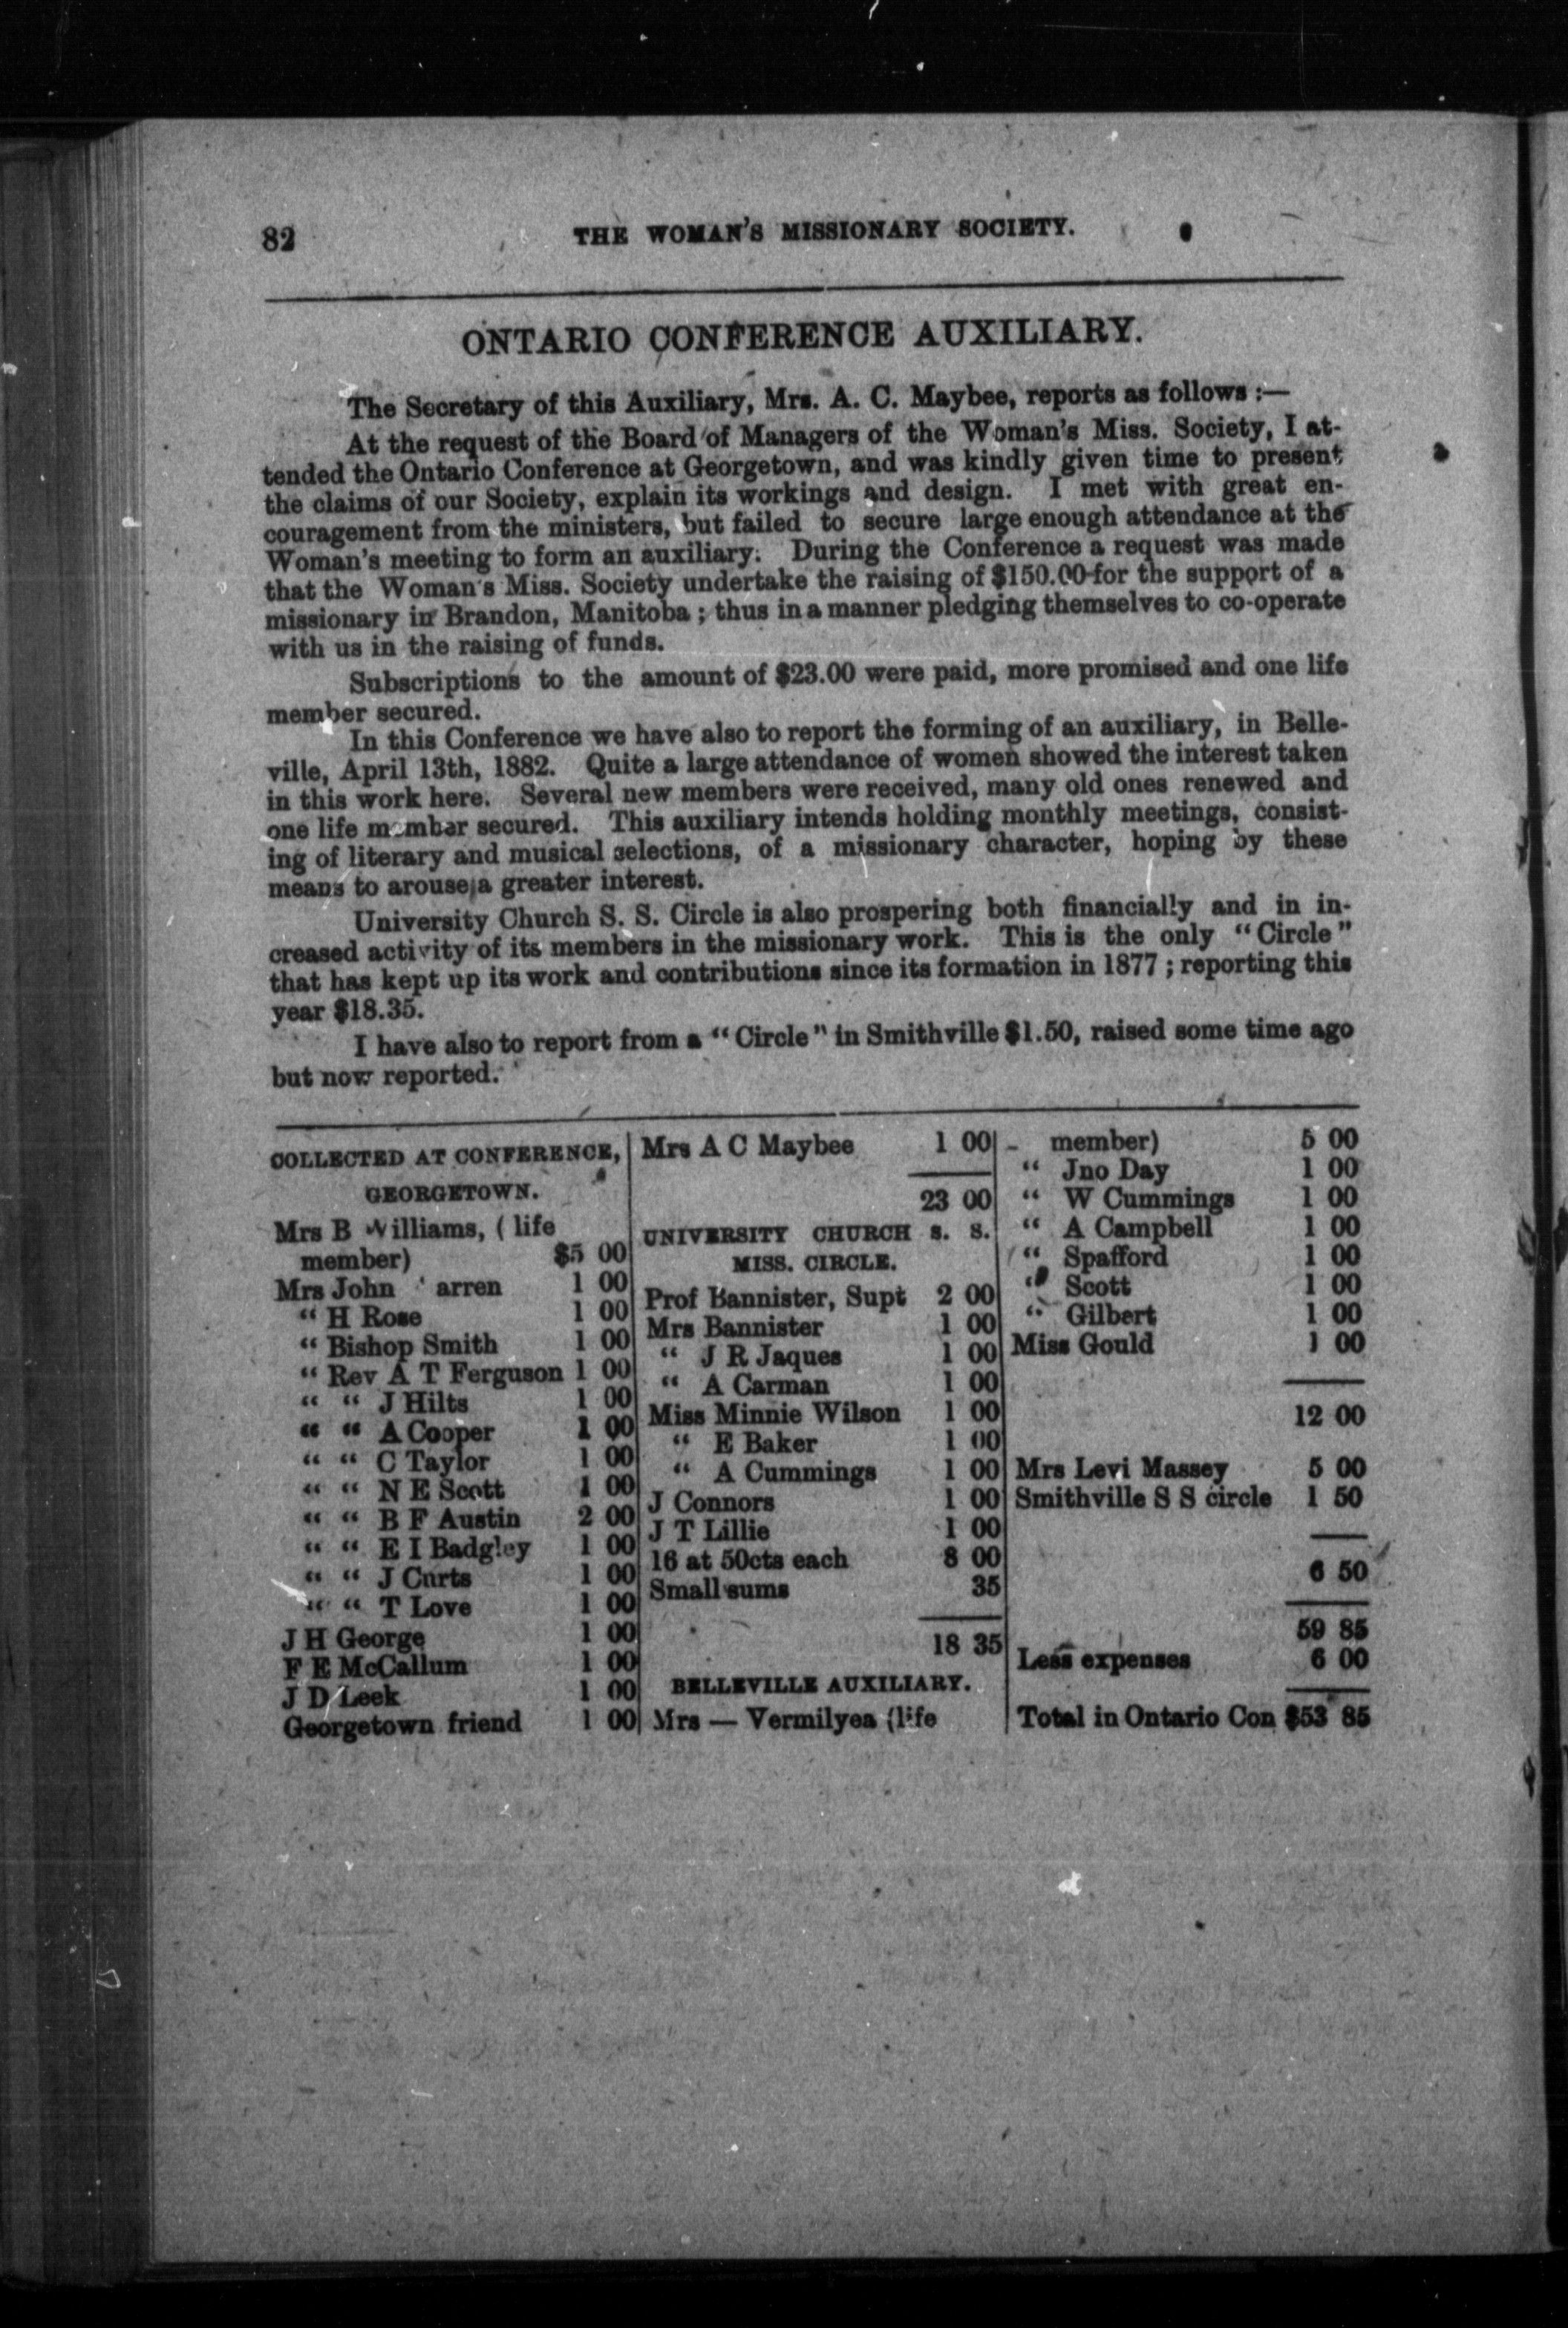 82
THE WOMAN'S MISSIONARY SOCIETY.
ONTARIO CONFERENCE AUXILIARY.
The Secretary of this Auxiliary, Mrs. A. C. Maybee, reports as follows :—
At the request of the Board of Managers of the Woman's Miss. Society, I at-
tended the Ontario Conference at Georgetown, and was kindly given time to present
the claims of our Society, explain its workings and design. I met with great en-
couragement from the ministers, but failed to secure large enough attendance at the
Woman's meeting to form an auxiliary. During the Conference a request was made
that the Woman's Miss. Society undertake the raising of $150.00 for the support of a
missionary in Brandon, Manitoba ; thus in a manner pledging themselves to co-operate
with us in the raising of funds.
Subscriptions to the amount of $23.00 were paid, more promised and one life
member secured.
In this Conference we have also to report the forming of an auxiliary, in Belle-
ville, April 13th, 1882. Quite a large attendance of women showed the interest taken
in this work here. Several new members were received, many old ones renewed and
one life member secured. This auxiliary intends holding monthly meetings, consist-
ing of literary and musical selections, of a missionary character, hoping by these
means to arouse a greater interest.
University Church S. S. Circle is also prospering both financially and in in-
creased activity of its members in the missionary work. This is the only "Circle"
that has kept up its work and contributions since its formation in 1877 ; reporting this
year $18.35.
I have also to report from a "Circle" in Smithville $1.50, raised some time ago
but now reported.
COLLECTED AT CONFERENCE,
GEORGETOWN.
Mrs B Williams, ( life
member) $5 00
Mrs John arren 1 00
" H Rose 1 00
" Bishop Smith 1 00
" Rev A T Ferguson 1 00
" " J Hilts 1 00
" " A Cooper 1 00
" " C Taylor 1 00
" " N E Scott 1 00
" " B F Austin 2 00
" " E I Badgley 1 00
" " J Curts 1 00
" " T Love 1 00
J H George 1 00
F E McCallum 1 00
J D Leek 1 00
Georgetown friend 1 00
Mrs A C Maybee 1 00
23 00
UNIVERSITY CHURCH S. S.
MISS. CIRCLE.
Prof Bannister, Supt 2 00
Mrs Bannister 1 00
" J R Jaques 1 00
" A Carman 1 00
Miss Minnie Wilson 1 00
" E Baker 1 00
" A Cummings 1 00
J Connors 1 00
J T Lillie 1 00
16 at 50cts each 8 00
Small sums 35
18 35
BELLEVILLE AUXILIARY.
Mrs — Vermilyea (life
member) 5 00
" Jno Day 1 00
" W Cummings 1 00
" A Campbell 1 00
" Spafford 1 00
" Scott 1 00
" Gilbert 1 00
Miss Gould 1 00
12 00
Mrs Levi Massey 5 00
Smithville S S circle 1 50
6 50
59 85
Less expenses 6 00
Total in Ontario Con $53 85